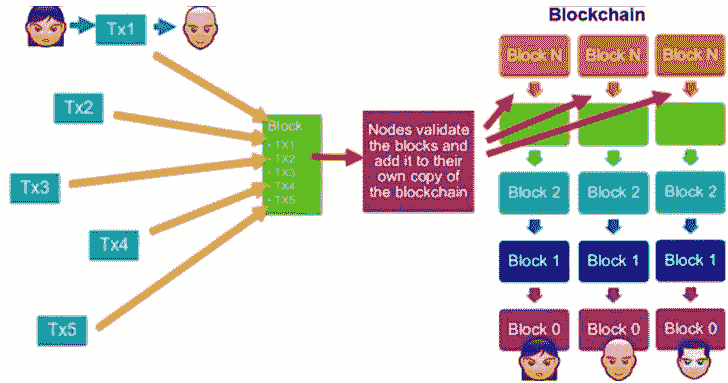 Blockchain
Tx1
Block N Block N Block N
Tx2
Block
- TX1
- TX2
- TX3
- TX4
- TX5
Nodes validate
the blocks and
add it to their
own copy of
the blockchain
Tx3
Block 2 Block 2 Block 2
Tx4
Block 1 Block 1 Block 1
Tx5
Block 0 Block 0 Block 0